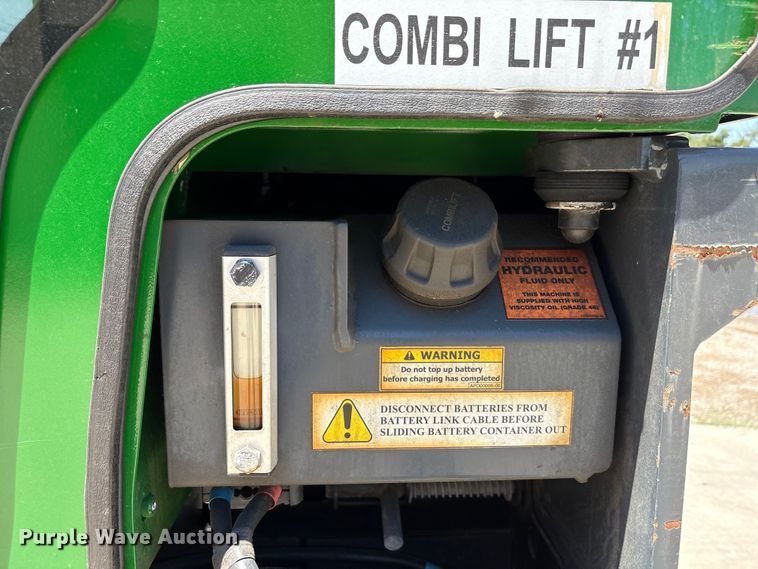 COMBI LIFT #1
COMBILIFT
RECOMMENDED
HYDRAULIC
FLUID ONLY
THIS MACHINE IS
SUPPLIED WITH HIGH
VISCOSITY OIL (GRADE 46)
WARNING
Do not top up battery
before charging has completed
DISCONNECT BATTERIES FROM
BATTERY LINK CABLE BEFORE
SLIDING BATTERY CONTAINER OUT
Purple Wave Auction